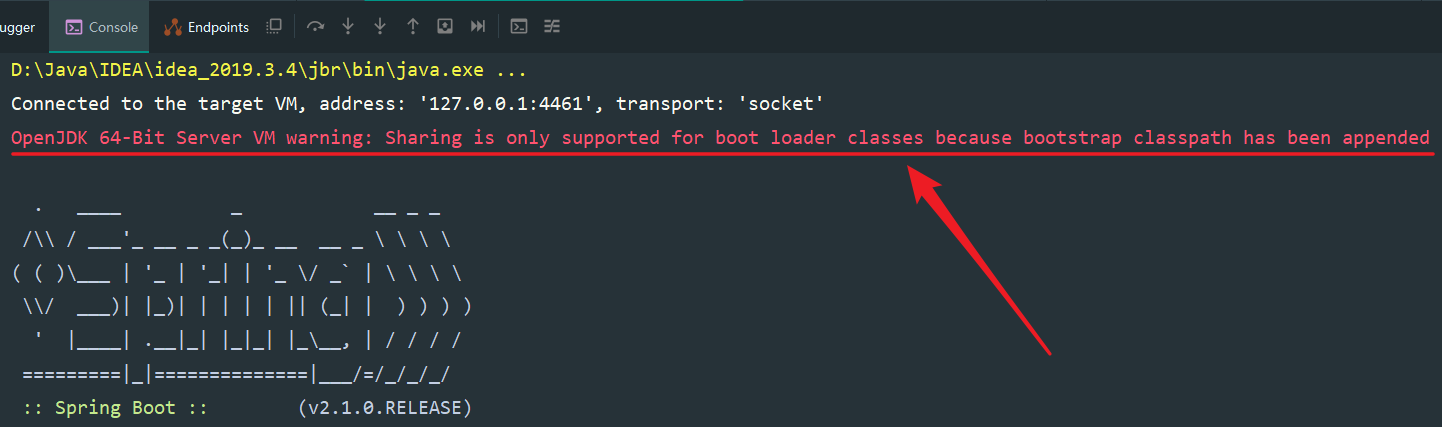 ugger Console Endpoints
D:\Java\IDEA\idea_2019.3.4\jbr\bin\java.exe ...
Connected to the target VM, address: '127.0.0.1:4461', transport: 'socket'
OpenJDK 64-Bit Server VM warning: Sharing is only supported for boot loader classes because bootstrap classpath has been appended
  .   ____          _            __ _ _
 /\\ / ___'_ __ _ _(_)_ __  __ _ \ \ \ \
( ( )\___ | '_ | '_| | '_ \/ _` | \ \ \ \
 \\/  ___)| |_)| | | | | || (_| |  ) ) ) )
  '  |____| .__|_| |_|_| |_\__, | / / / /
 =========|_|==============|___/=/_/_/_/
 :: Spring Boot ::        (v2.1.0.RELEASE)